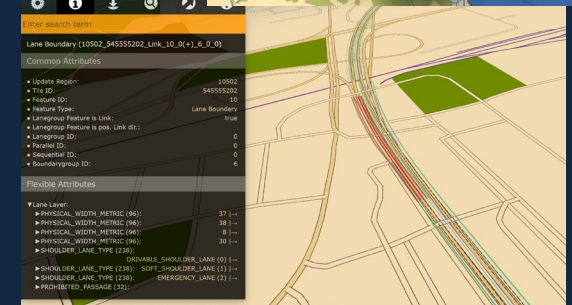 Enter search term
Lane Boundary (10502_545555202_Link_10_0(+)_6_0_0)
Common Attributes
• Update Region: 10502
• Tile ID: 545555202
• Feature ID: 10
• Feature Type: Lane Boundary
• Lanegroup Feature is Link: true
• Lanegroup Feature is pos. Link dir.:
• Lanegroup ID: 0
• Parallel ID: 0
• Sequential ID: 0
• Boundarygroup ID: 6
Flexible Attributes
▼Lane Layer:
►PHYSICAL_WIDTH_METRIC (96): 37 |→
►PHYSICAL_WIDTH_METRIC (96): 38 |→
►PHYSICAL_WIDTH_METRIC (96): 8 |→
►PHYSICAL_WIDTH_METRIC (96): 30 |→
►SHOULDER_LANE_TYPE (238):
DRIVABLE_SHOULDER_LANE (0) |→
►SHOULDER_LANE_TYPE (238): SOFT_SHOULDER_LANE (1) |→
►SHOULDER_LANE_TYPE (238): EMERGENCY_LANE (2) |→
►PROHIBITED_PASSAGE (32):